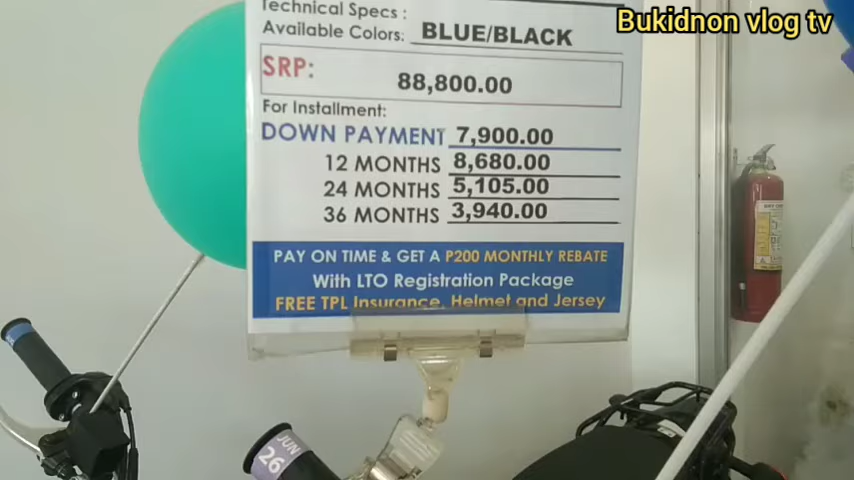 Technical Specs :
Available Colors: BLUE/BLACK
SRP: 88,800.00
For Installment:
DOWN PAYMENT 7,900.00
12 MONTHS 8,680.00
24 MONTHS 5,105.00
36 MONTHS 3,940.00
PAY ON TIME & GET A P200 MONTHLY REBATE
With LTO Registration Package
FREE TPL Insurance, Helmet and Jersey
Bukidnon vlog tv
JUN
26